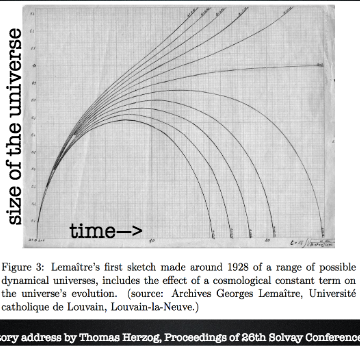 size of the universe
time—>
Figure 3: Lemaître's first sketch made around 1928 of a range of possible
dynamical universes, includes the effect of a cosmological constant term on
the universe's evolution. (source: Archives Georges Lemaître, Université
catholique de Louvain, Louvain-la-Neuve.)
ory address by Thomas Herzog, Proceedings of 26th Solvay Conference